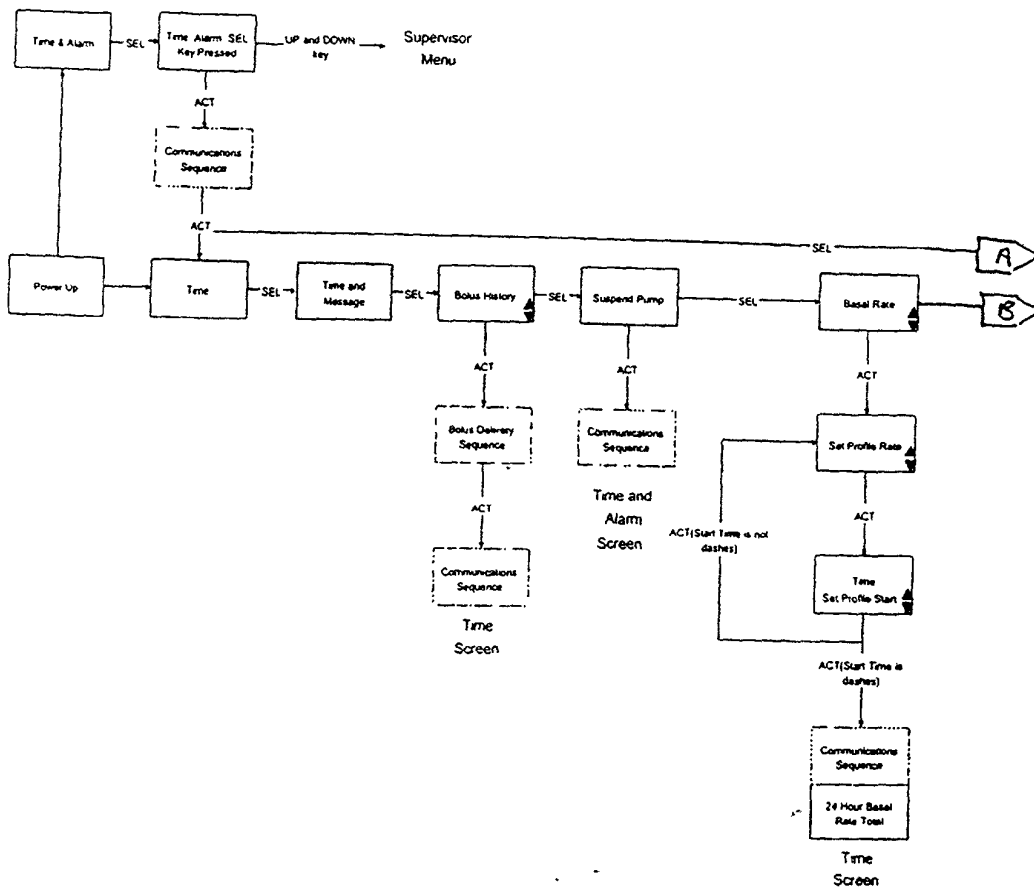 Time & Alarm
SEL
Time Alarm SEL
Key Pressed
UP and DOWN
key
Supervisor
Menu
ACT
Communications
Sequence
ACT
SEL
A
Power Up
Time
SEL
Time and
Message
SEL
Bolus History
SEL
Suspend Pump
SEL
Basal Rate
B
ACT
ACT
ACT
Bolus Delivery
Sequence
Communications
Sequence
Set Profile Rate
ACT
Time and
Alarm
Screen
ACT(Start Time is not
dashes)
ACT
Communications
Sequence
Time
Set Profile Start
Time
Screen
ACT(Start Time is
dashes)
Communications
Sequence
24 Hour Basal
Rate Total
Time
Screen